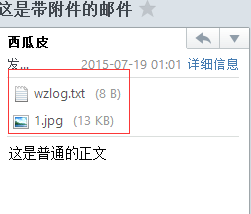 这是带附件的邮件
西瓜皮
发... 2015-07-19 01:01 详细信息
wzlog.txt (8 B)
1.jpg (13 KB)
这是普通的正文